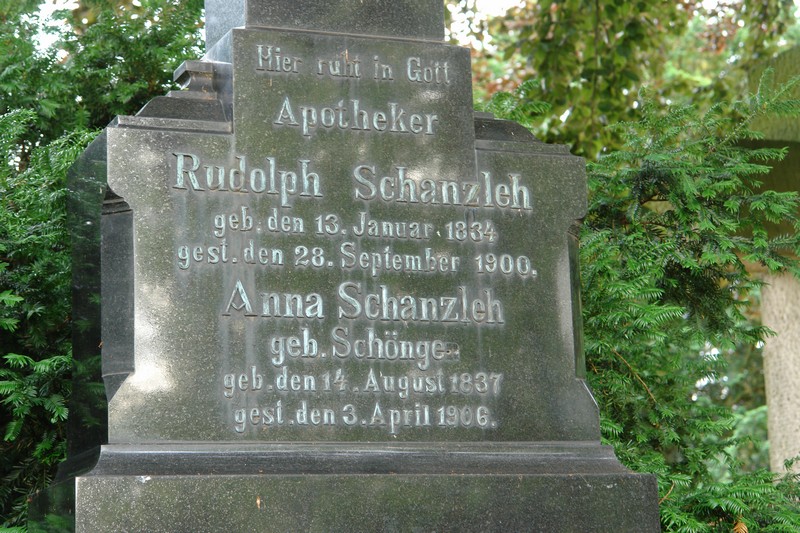 Hier ruht in Gott
Apotheker
Rudolph Schanzleh
geb. den 13. Januar 1834
gest. den 28. September 1900.
Anna Schanzleh
geb. Schönge
geb. den 14. August 1837
gest. den 3. April 1906.